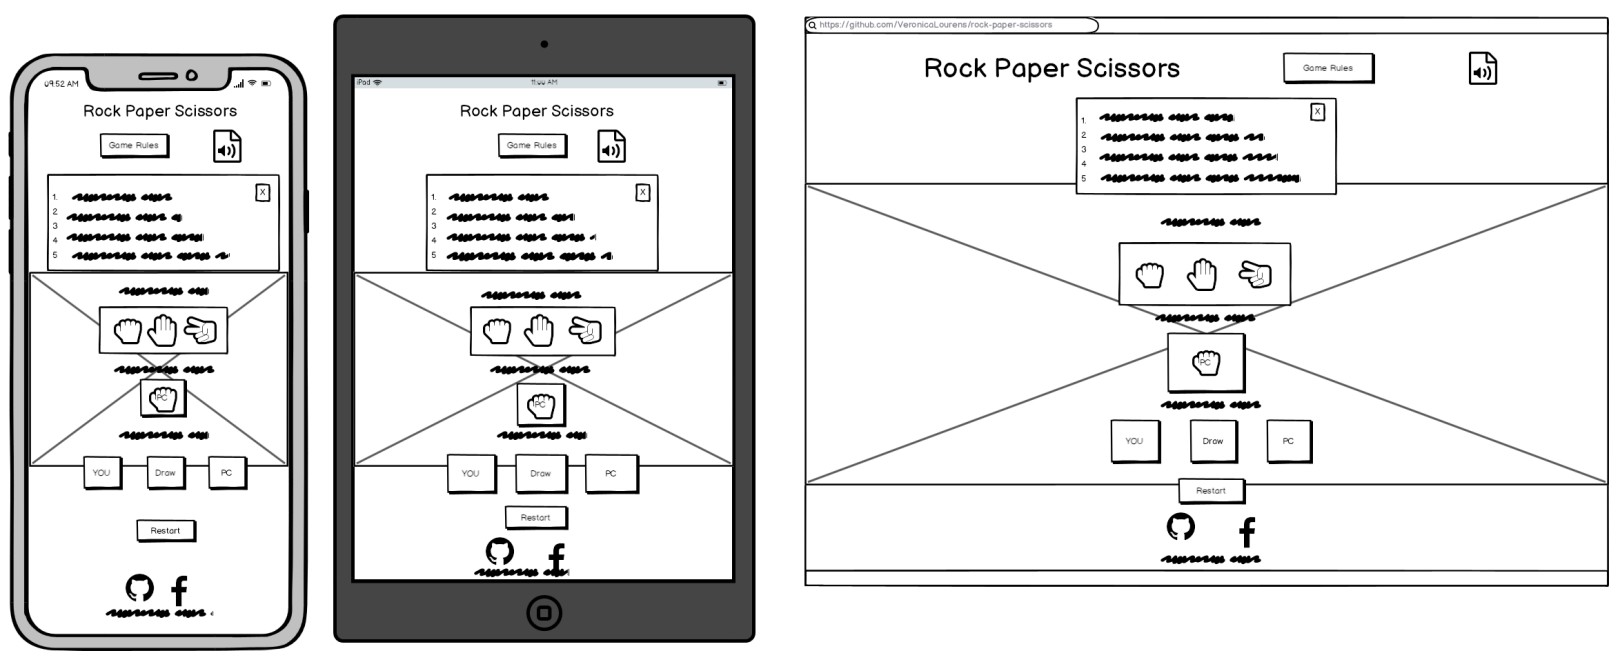 09:52 AM
Rock Paper Scissors
Game Rules
X
1.
2
3
4
5
PC
YOU Draw PC
Restart
iPad 11:00 AM
Rock Paper Scissors
Game Rules
X
1.
2
3
4
5
PC
YOU Draw PC
Restart
https://github.com/VeronicaLourens/rock-paper-scissors
Rock Paper Scissors Game Rules
X
1.
2
3
4
5
PC
YOU Draw PC
Restart